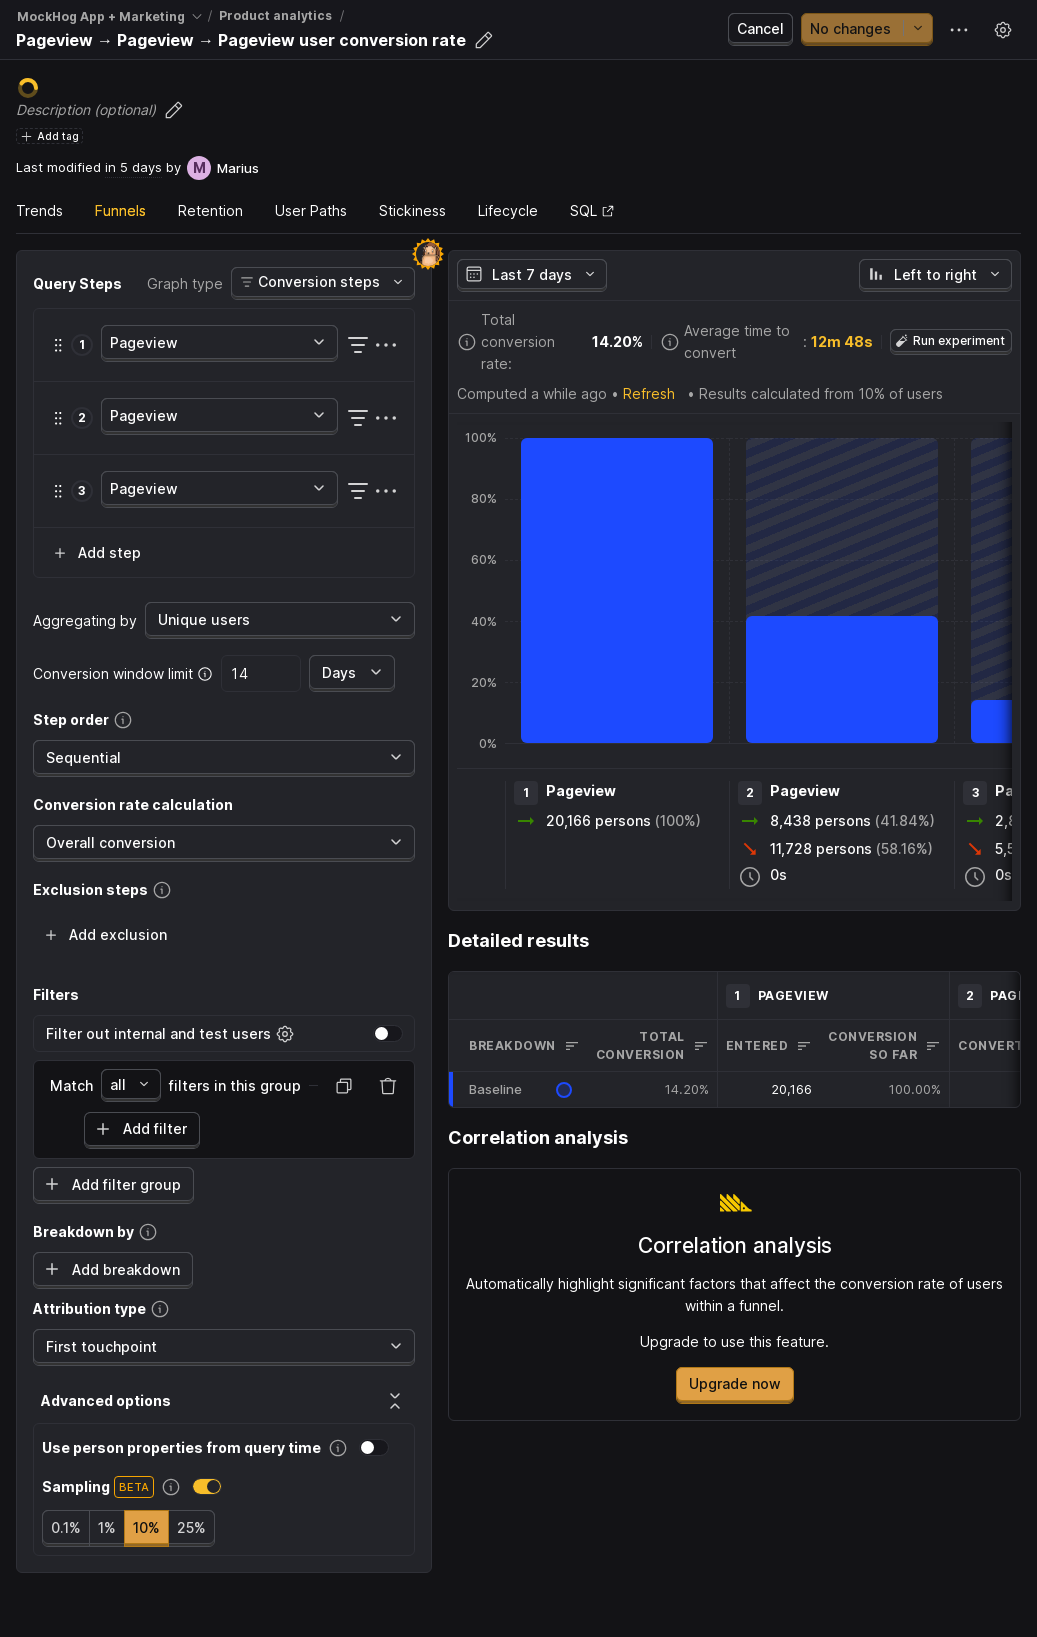 MockHog App + Marketing / Product analytics /
Pageview → Pageview → Pageview user conversion rate
Cancel
No changes
Description (optional)
Add tag
Last modified in 5 days by M Marius
Trends Funnels Retention User Paths Stickiness Lifecycle SQL
Query Steps Graph type Conversion steps
1 Pageview
2 Pageview
3 Pageview
Add step
Aggregating by Unique users
Conversion window limit 14 Days
Step order
Sequential
Conversion rate calculation
Overall conversion
Exclusion steps
Add exclusion
Filters
Filter out internal and test users
Match all filters in this group
Add filter
Add filter group
Breakdown by
Add breakdown
Attribution type
First touchpoint
Advanced options
Use person properties from query time
Sampling BETA
0.1% 1% 10% 25%
Last 7 days
Left to right
Total
conversion
rate:
14.20%
Average time to
convert
: 12m 48s
Run experiment
Computed a while ago • Refresh • Results calculated from 10% of users
100%
80%
60%
40%
20%
0%
1 Pageview
20,166 persons (100%)
2 Pageview
8,438 persons (41.84%)
11,728 persons (58.16%)
0s
3 Pa
2,8
5,5
0s
Detailed results
1 PAGEVIEW
2 PAGE
BREAKDOWN
TOTAL
CONVERSION
ENTERED
CONVERSION
SO FAR
CONVERT
Baseline 14.20% 20,166 100.00%
Correlation analysis
Correlation analysis
Automatically highlight significant factors that affect the conversion rate of users
within a funnel.
Upgrade to use this feature.
Upgrade now